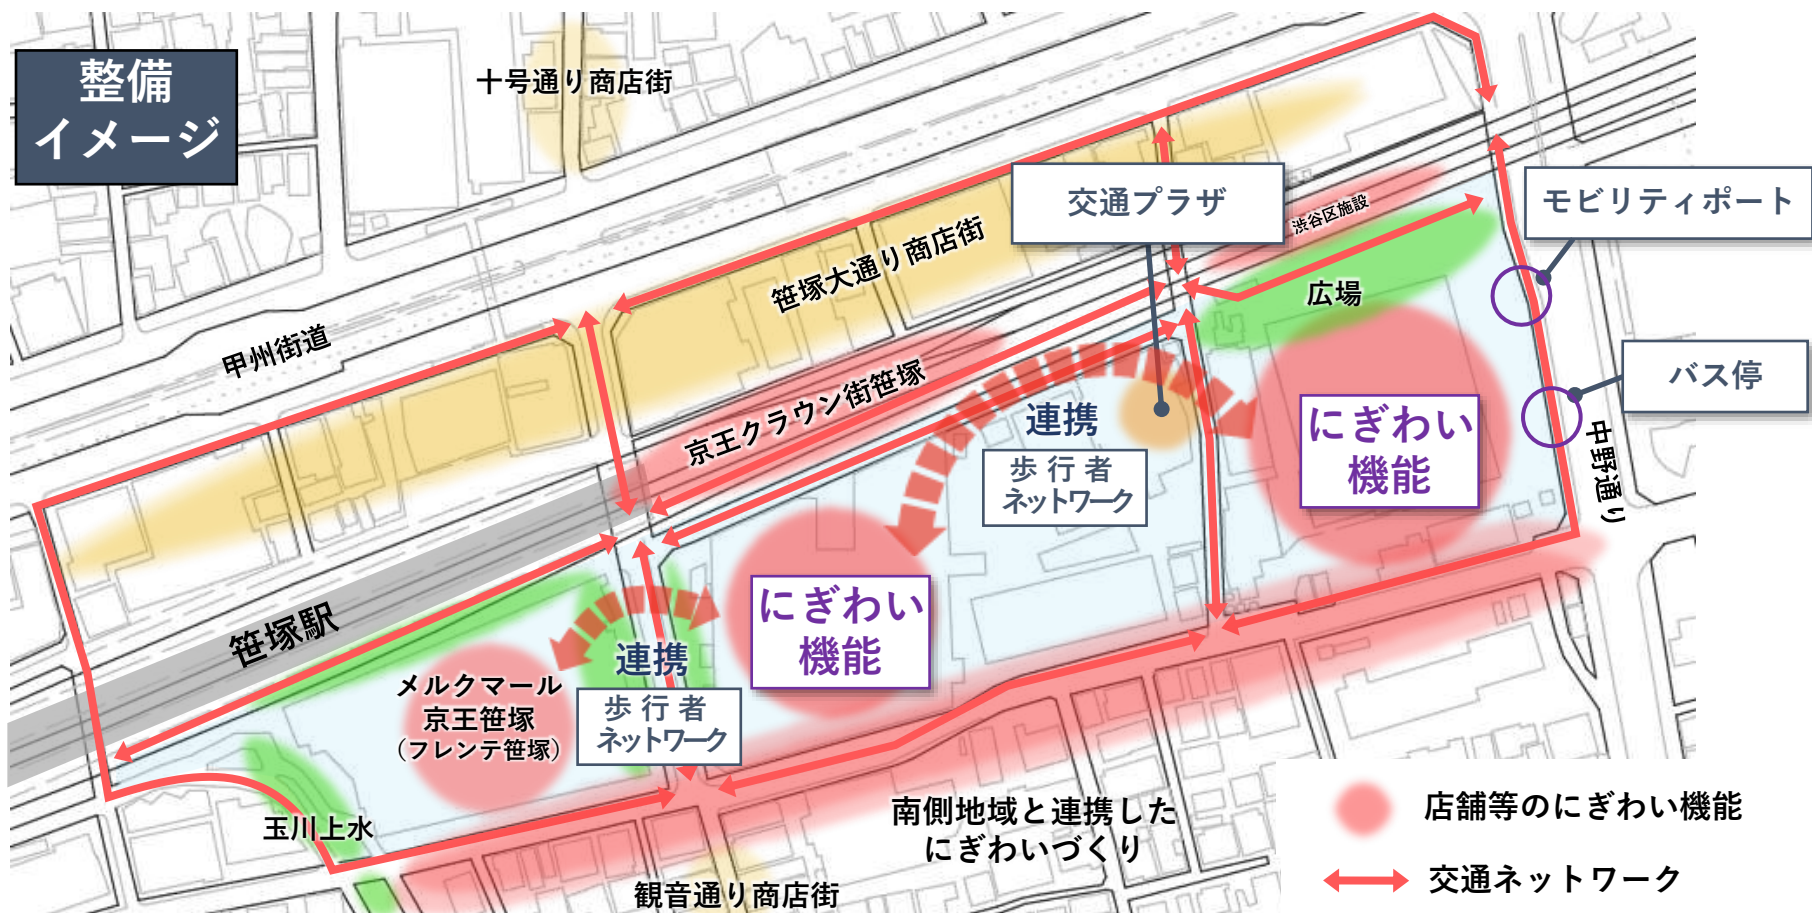 整備
イメージ
十号通り商店街
交通プラザ
モビリティポート
渋谷区施設
笹塚大通り商店街
広場
甲州街道
バス停
京王クラウン街笹塚
連携
歩行者
ネットワーク
にぎわい
機能
中野通り
笹塚駅
にぎわい
機能
連携
歩行者
ネットワーク
メルクマール
京王笹塚
（フレンテ笹塚）
玉川上水
南側地域と連携した
にぎわいづくり
観音通り商店街
店舗等のにぎわい機能
交通ネットワーク